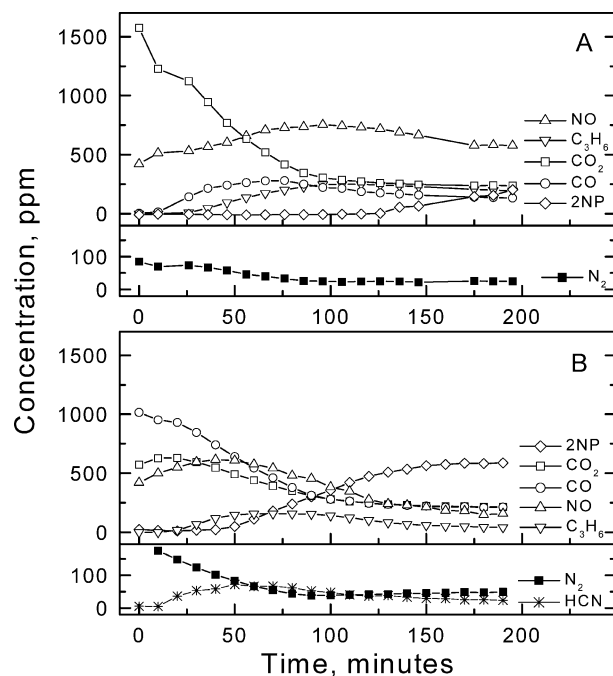 A
1500
1000
500
0
NO
C₃H₆
CO₂
CO
2NP
100
0
N₂
0 50 100 150 200
Concentration, ppm
B
1500
1000
500
0
2NP
CO₂
CO
NO
C₃H₆
100
0
N₂
HCN
0 50 100 150 200
Time, minutes